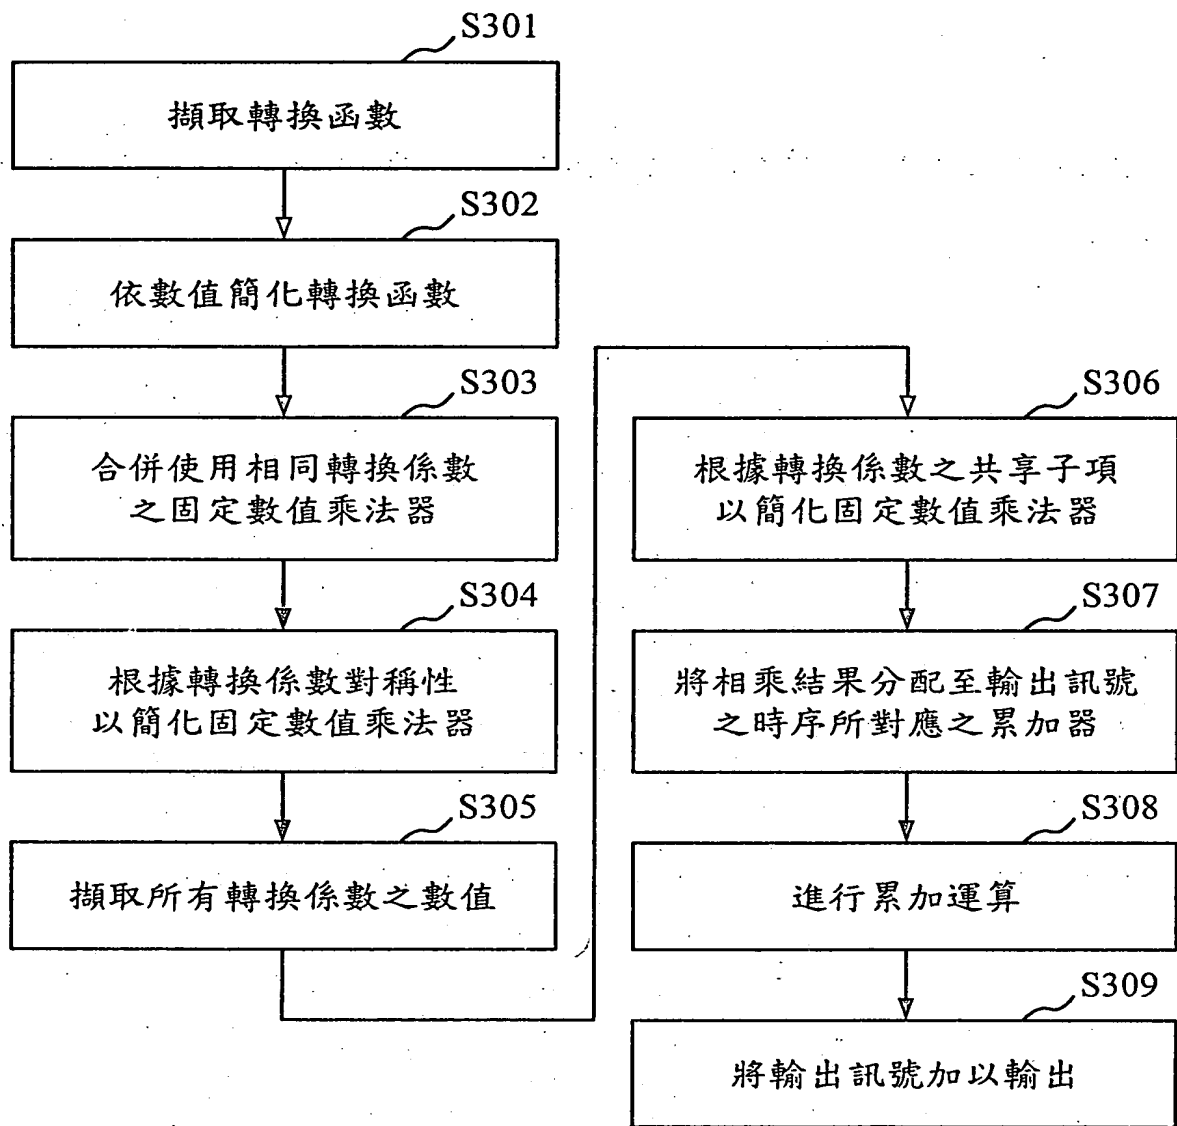 S301
擷取轉換函數
S302
依數值簡化轉換函數
S303
合併使用相同轉換係數
之固定數值乘法器
S304
根據轉換係數對稱性
以簡化固定數值乘法器
S305
擷取所有轉換係數之數值
S306
根據轉換係數之共享子項
以簡化固定數值乘法器
S307
將相乘結果分配至輸出訊號
之時序所對應之累加器
S308
進行累加運算
S309
將輸出訊號加以輸出